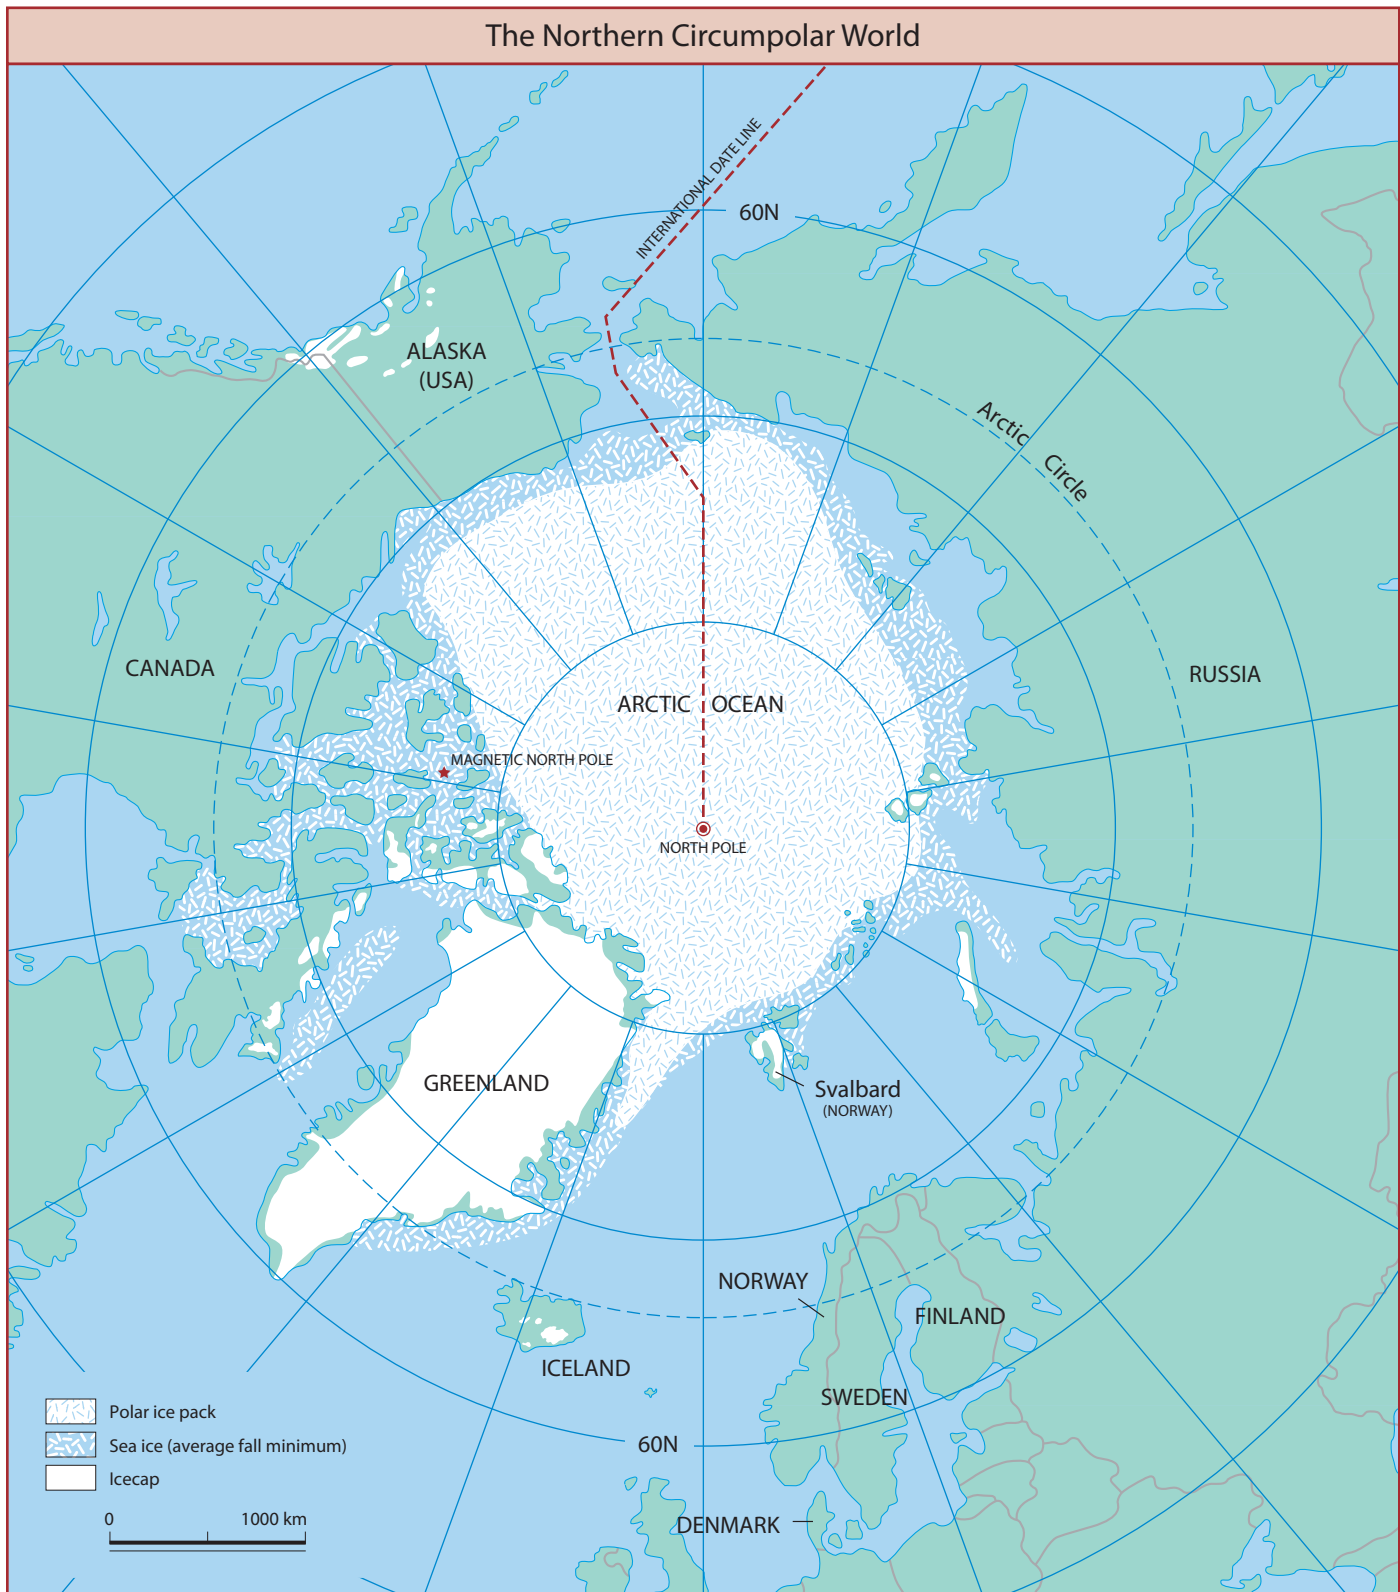 The Northern Circumpolar World
INTERNATIONAL DATE LINE
60N
ALASKA
(USA)
Arctic Circle
CANADA
RUSSIA
ARCTIC OCEAN
MAGNETIC NORTH POLE
NORTH POLE
GREENLAND
Svalbard
(NORWAY)
NORWAY
FINLAND
ICELAND
SWEDEN
60N
DENMARK
Polar ice pack
Sea ice (average fall minimum)
Icecap
0 1000 km